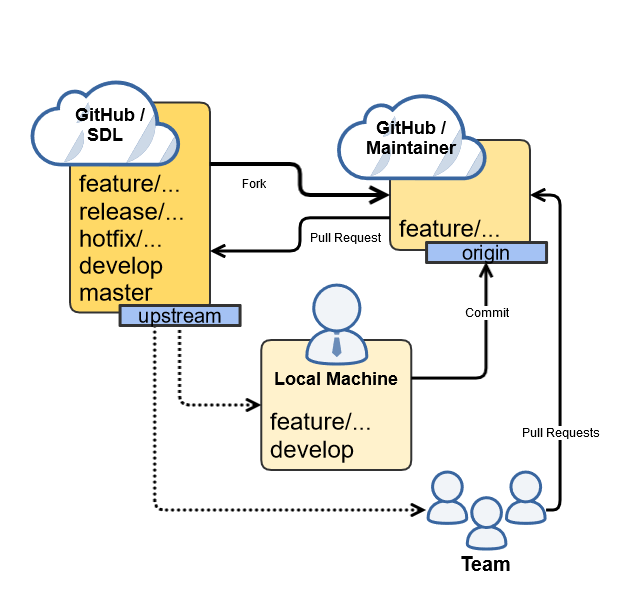 GitHub /
SDL
feature/...
release/...
hotfix/...
develop
master
upstream
Fork
Pull Request
GitHub /
Maintainer
feature/...
origin
Commit
Local Machine
feature/...
develop
Pull Requests
Team